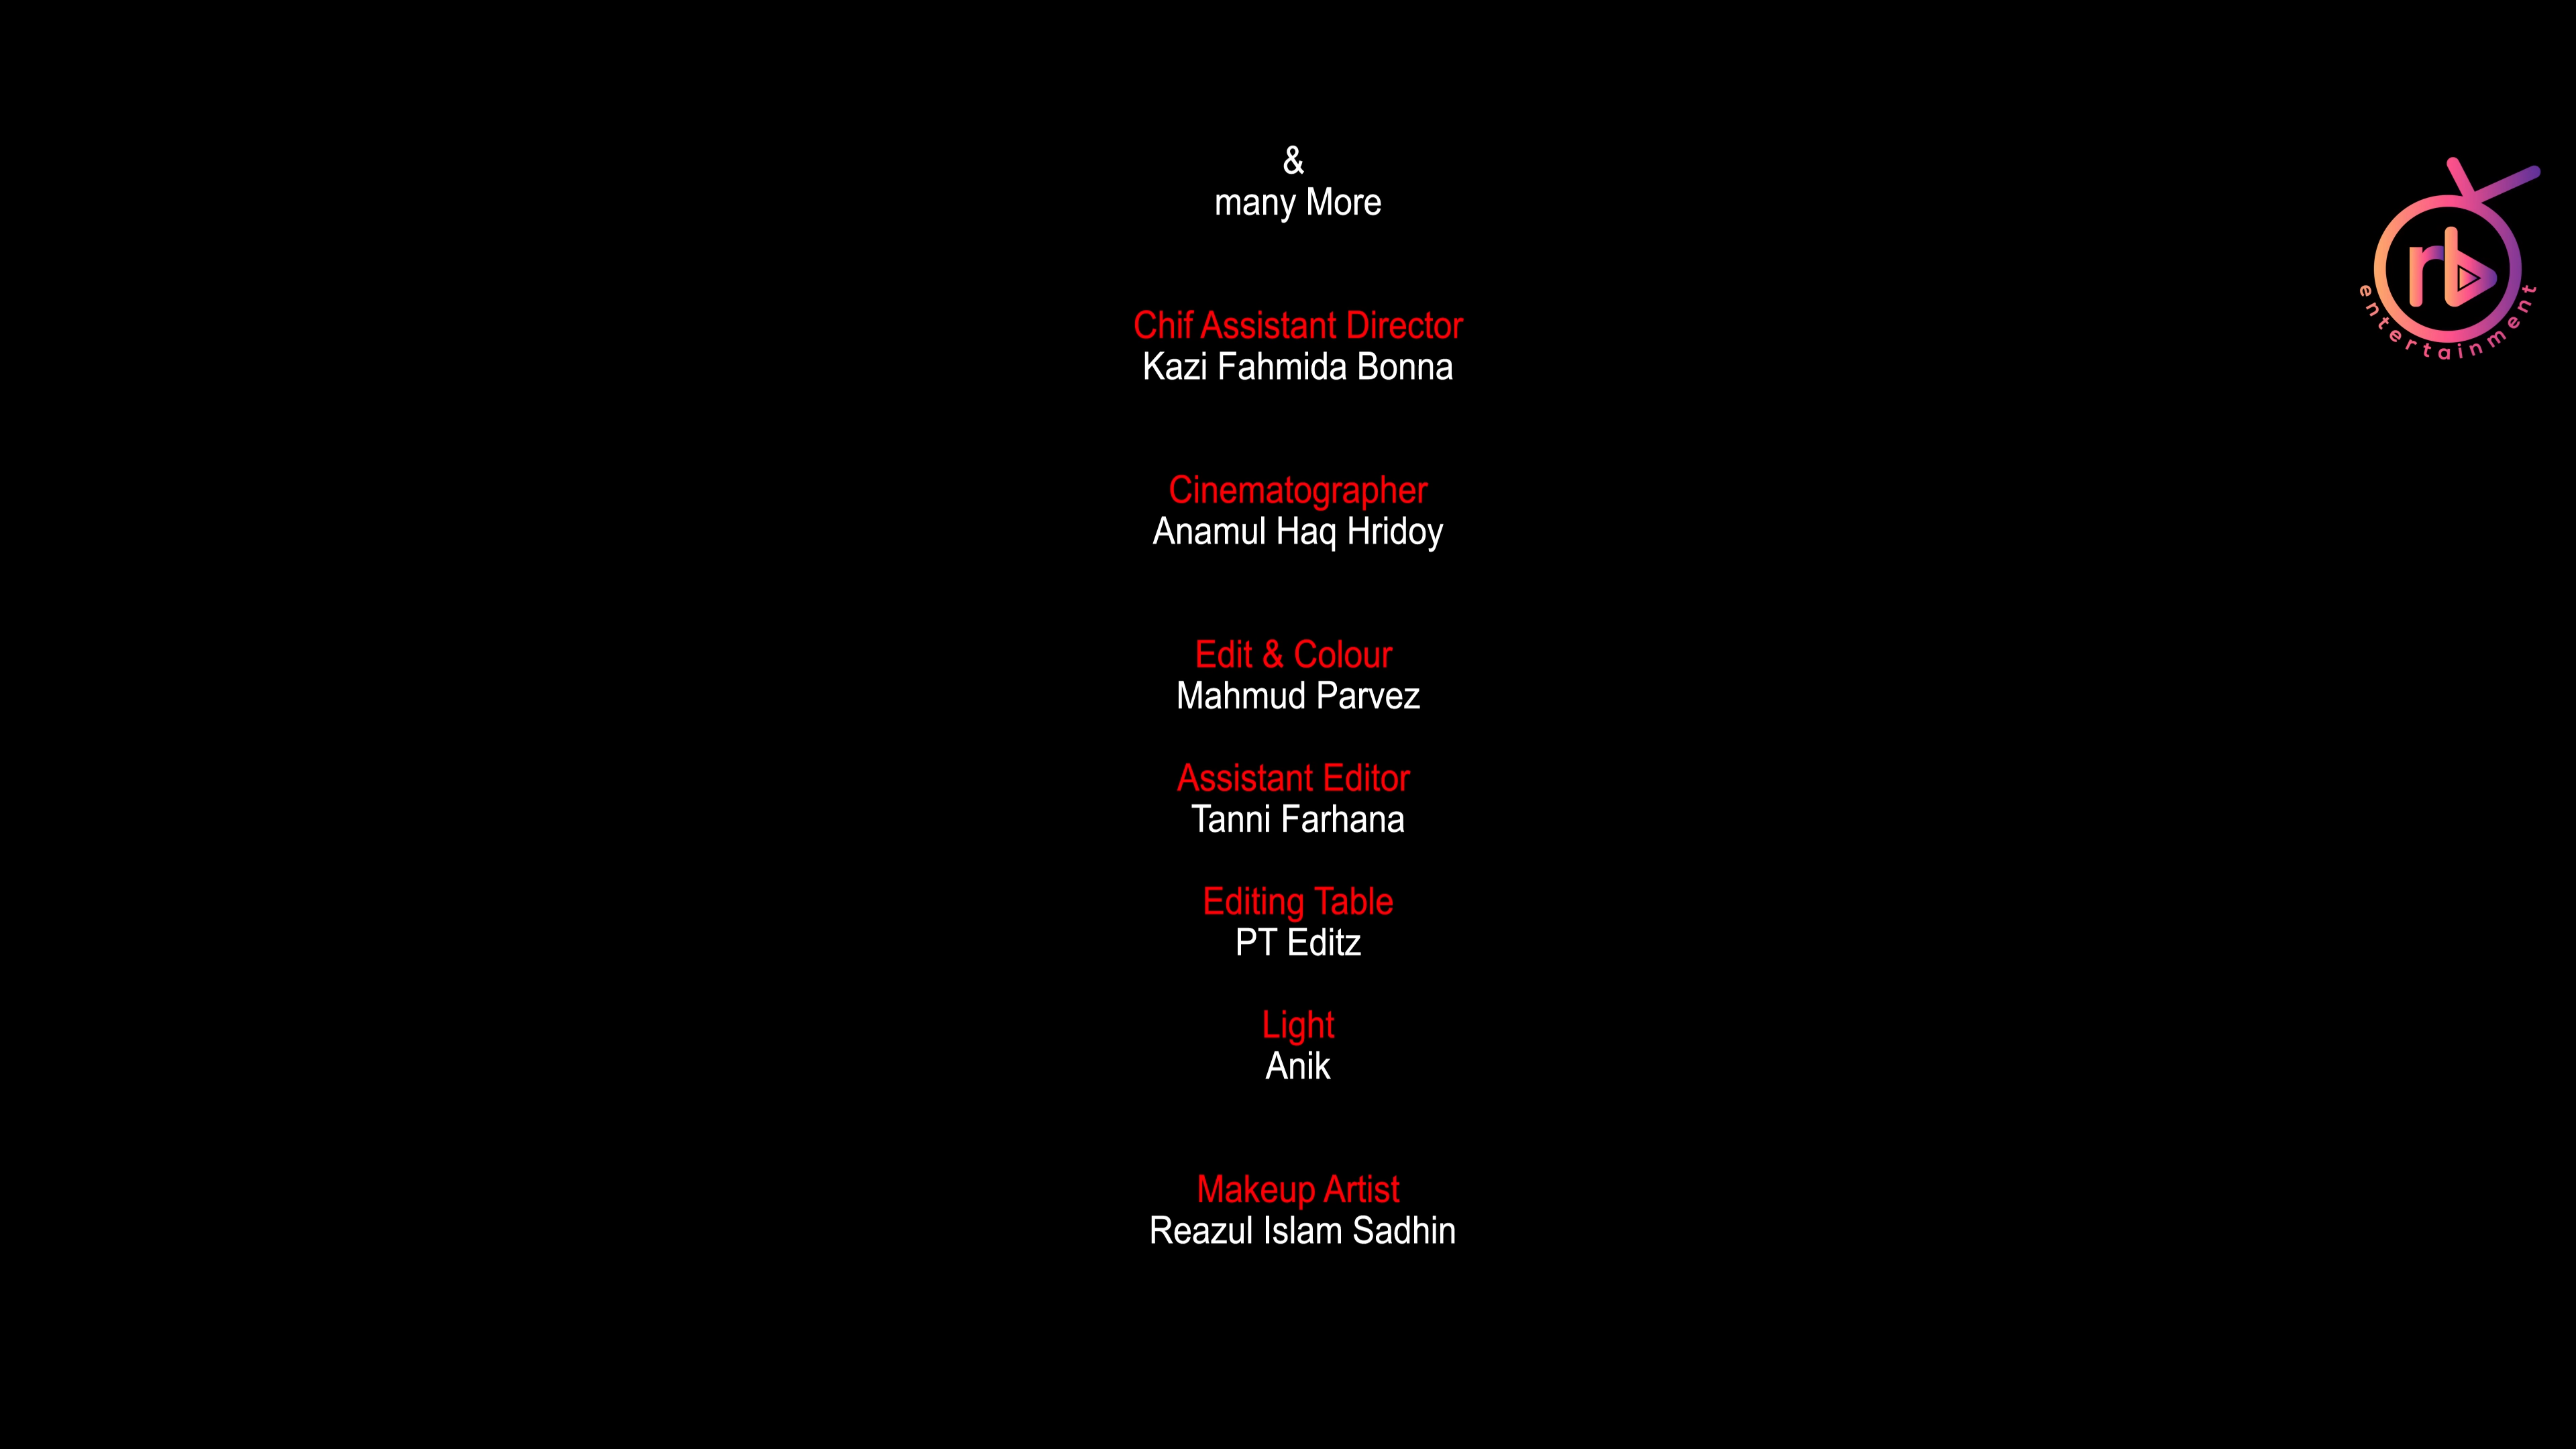 &
many More
Chif Assistant Director
Kazi Fahmida Bonna
Cinematographer
Anamul Haq Hridoy
Edit & Colour
Mahmud Parvez
Assistant Editor
Tanni Farhana
Editing Table
PT Editz
Light
Anik
Makeup Artist
Reazul Islam Sadhin
rb
entertainment